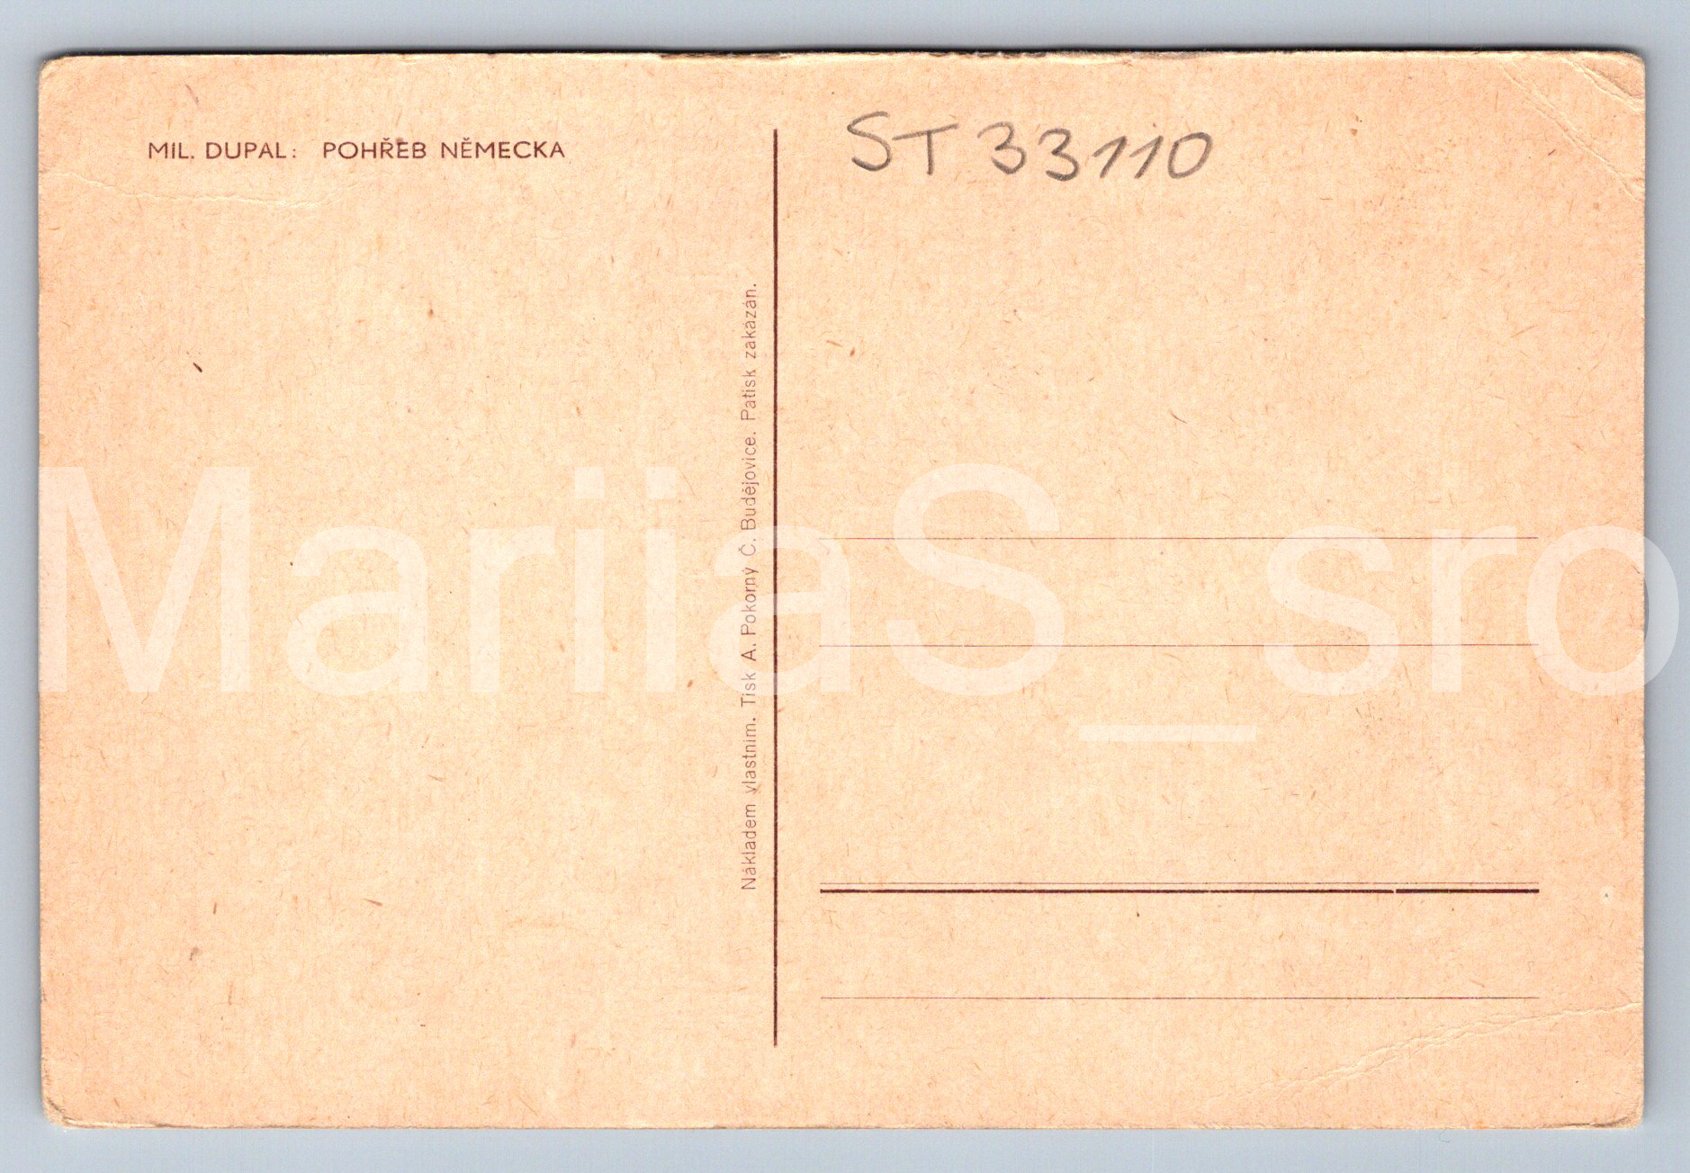 MIL. DUPAL: POHŘEB NĚMECKA
ST 33110
Nákladem vlastním. Tisk A. Pokorný Č. Budějovice. Patisk zakázán.
MariiaS_sro